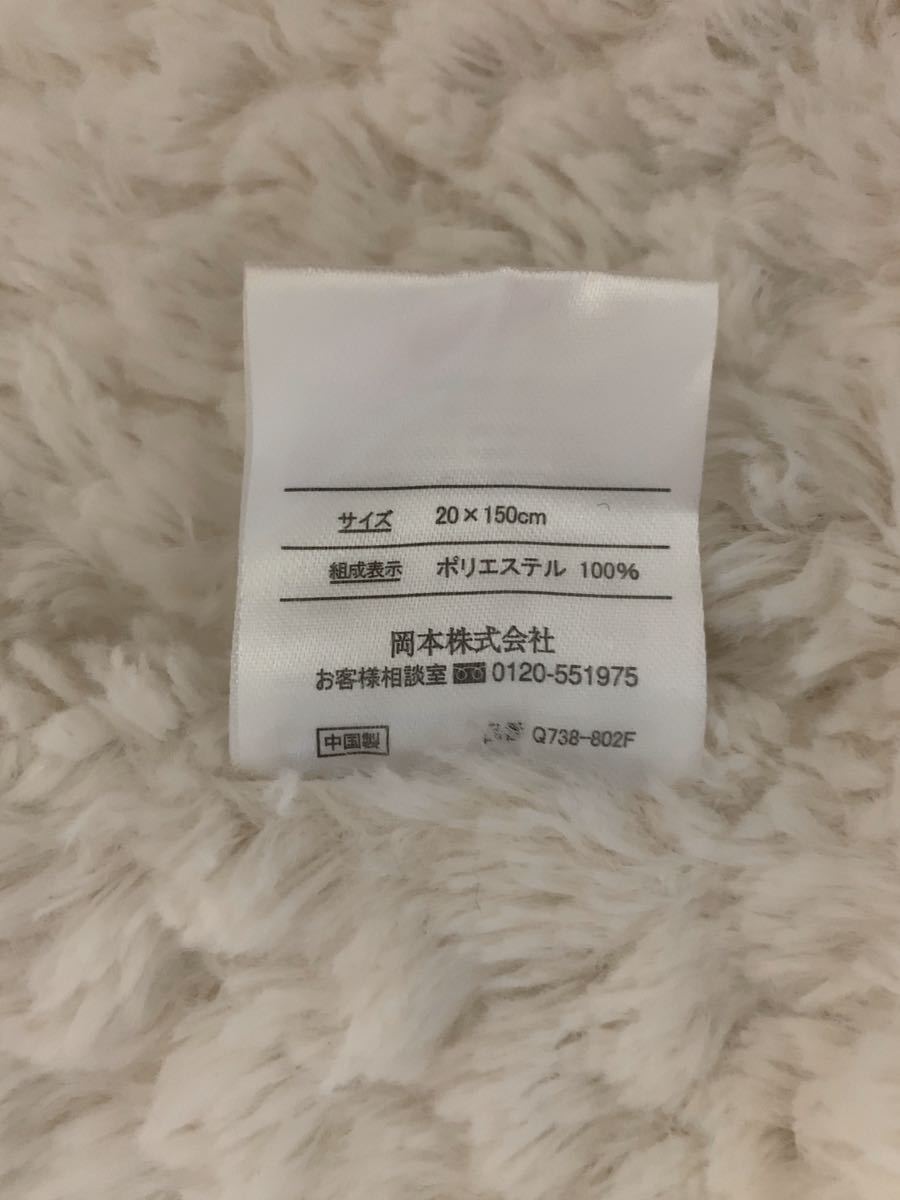 サイズ 20×150cm
組成表示 ポリエステル 100%
岡本株式会社
お客様相談室 0120-551975
中国製 Q738-802F